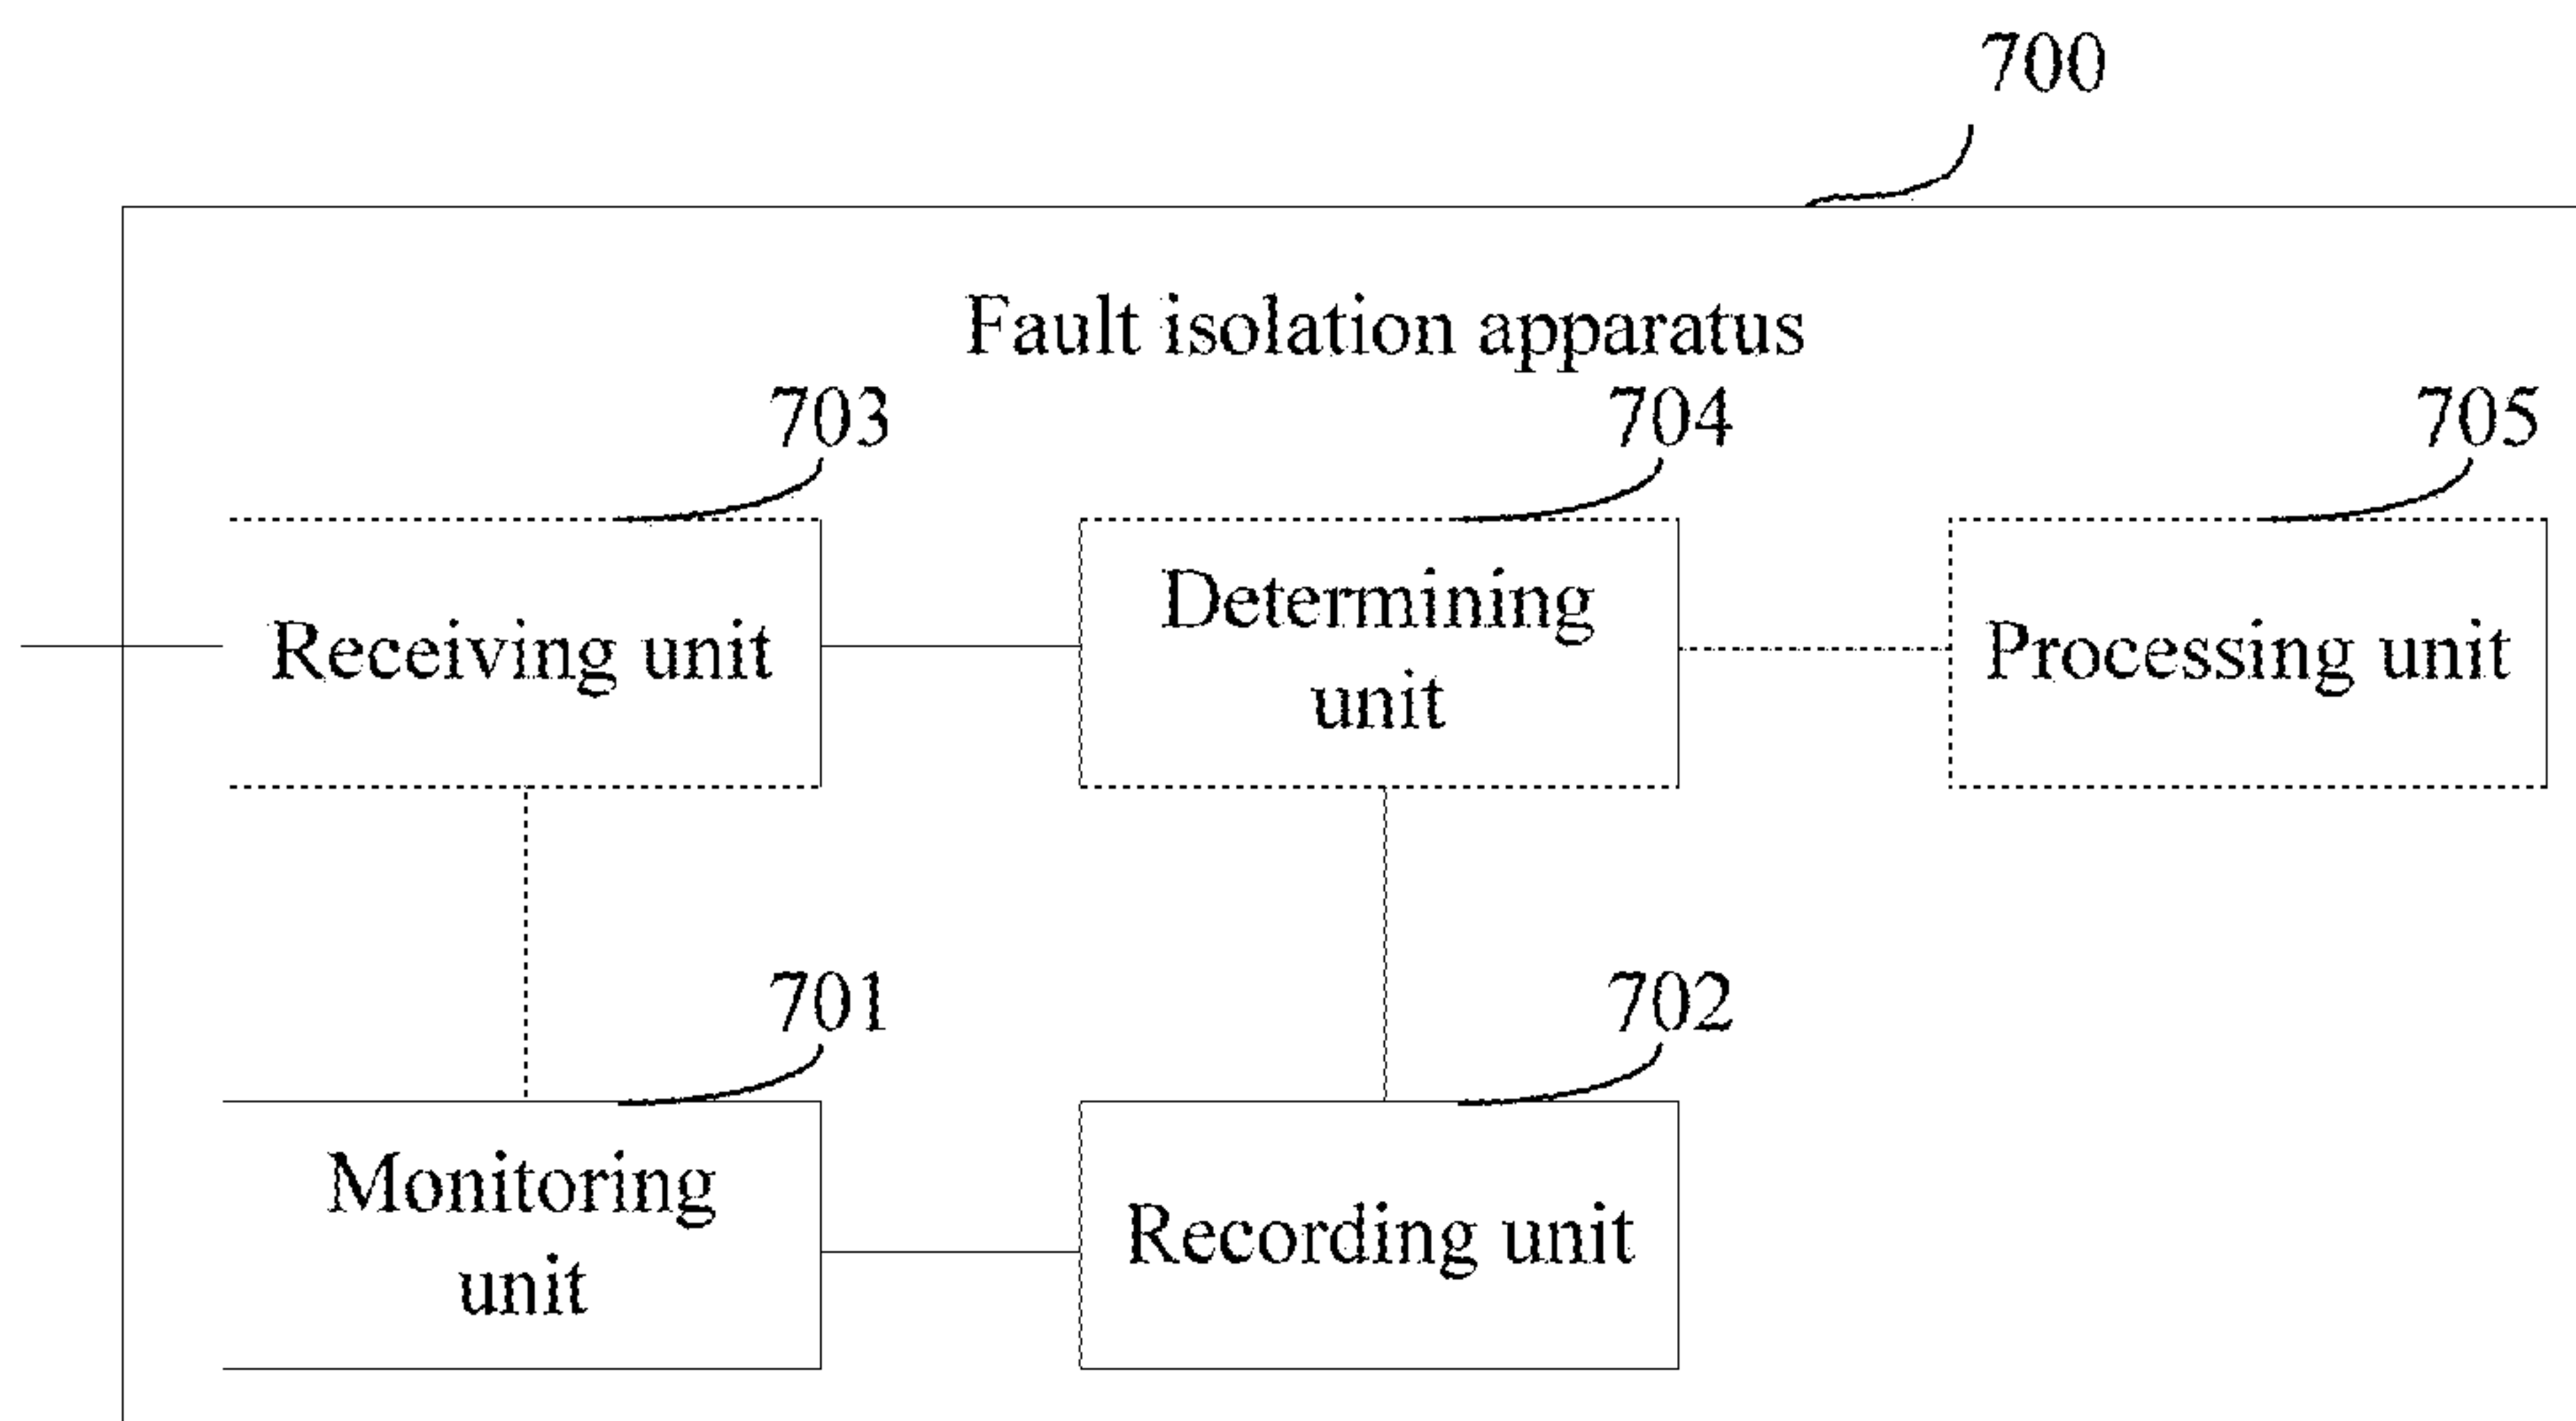 700
Fault isolation apparatus
703
704
705
Receiving unit
Determining
unit
Processing unit
701
702
Monitoring
unit
Recording unit